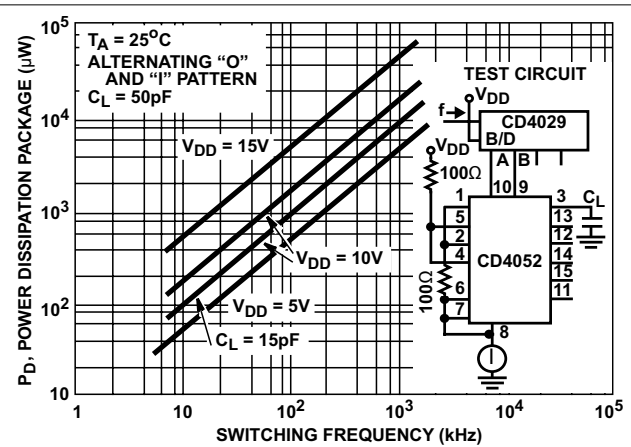 10⁵
10⁴
10³
10²
10
P_D, POWER DISSIPATION PACKAGE (μW)
T_A = 25°C
ALTERNATING “O”
AND “I” PATTERN
C_L = 50pF
V_DD = 15V
V_DD = 10V
V_DD = 5V
C_L = 15pF
TEST CIRCUIT
V_DD
f
CD4029
B/D
A B
V_DD
100Ω
10 9
1
5
2
4
6
7
8
3
13
12
14
15
11
C_L
CD4052
100Ω
I
1 10 10² 10³ 10⁴ 10⁵
SWITCHING FREQUENCY (kHz)